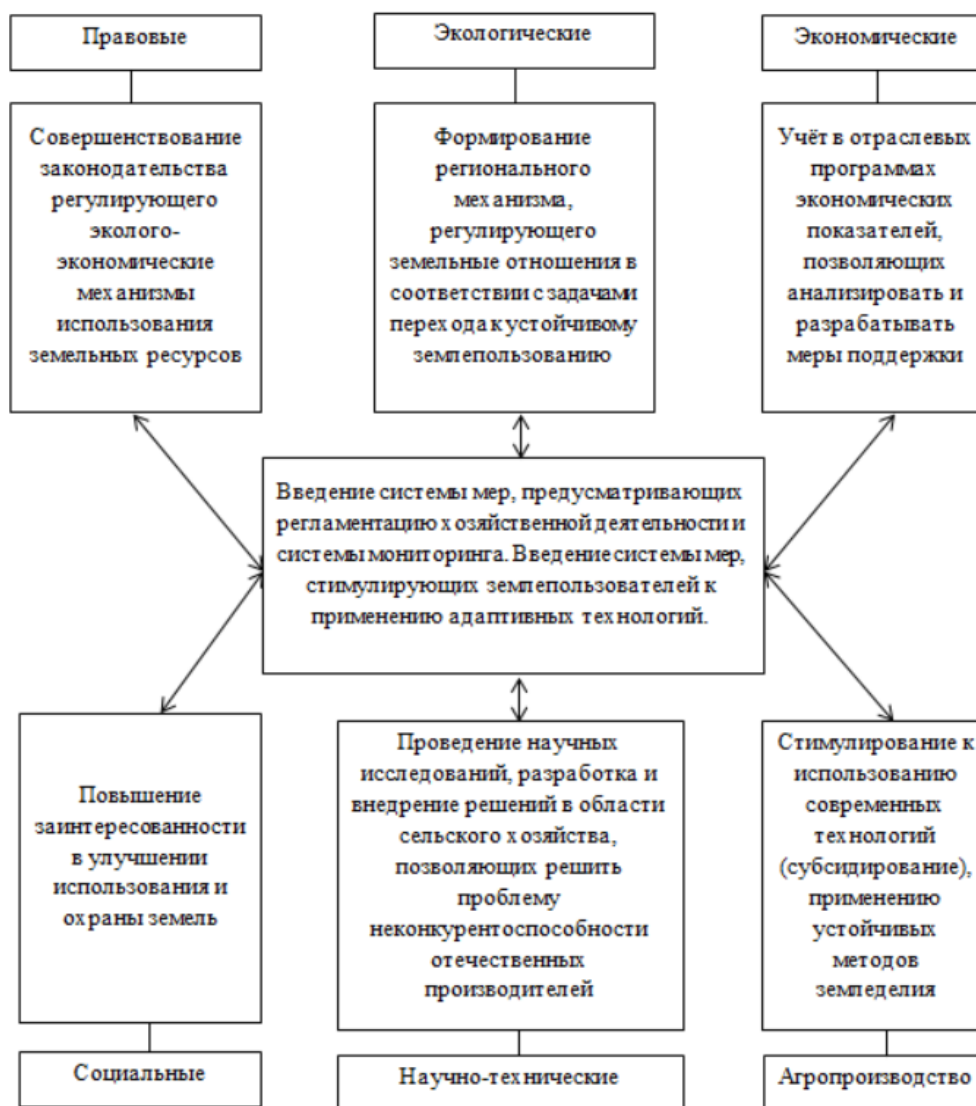 Правовые
Экологические
Экономические
Совершенствование
законодательства
регулирующего
эколого-
экономические
механизмы
использования
земельных ресурсов
Формирование
регионального
механизма,
регулирующего
земельные отношения в
соответствии с задачами
перехода к устойчивому
землепользованию
Учёт в отраслевых
программах
экономических
показателей,
позволяющих
анализировать и
разрабатывать
меры поддержки
Введение системы мер, предусматривающих
регламентацию хозяйственной деятельности и
системы мониторинга. Введение системы мер,
стимулирующих землепользователей к
применению адаптивных технологий.
Повышение
заинтересованности
в улучшении
использования и
охраны земель
Проведение научных
исследований, разработка и
внедрение решений в области
сельского хозяйства,
позволяющих решить
проблему
неконкурентоспособности
отечественных
производителей
Стимулирование к
использованию
современных
технологий
(субсидирование),
применению
устойчивых
методов
земледелия
Социальные
Научно-технические
Агропроизводство